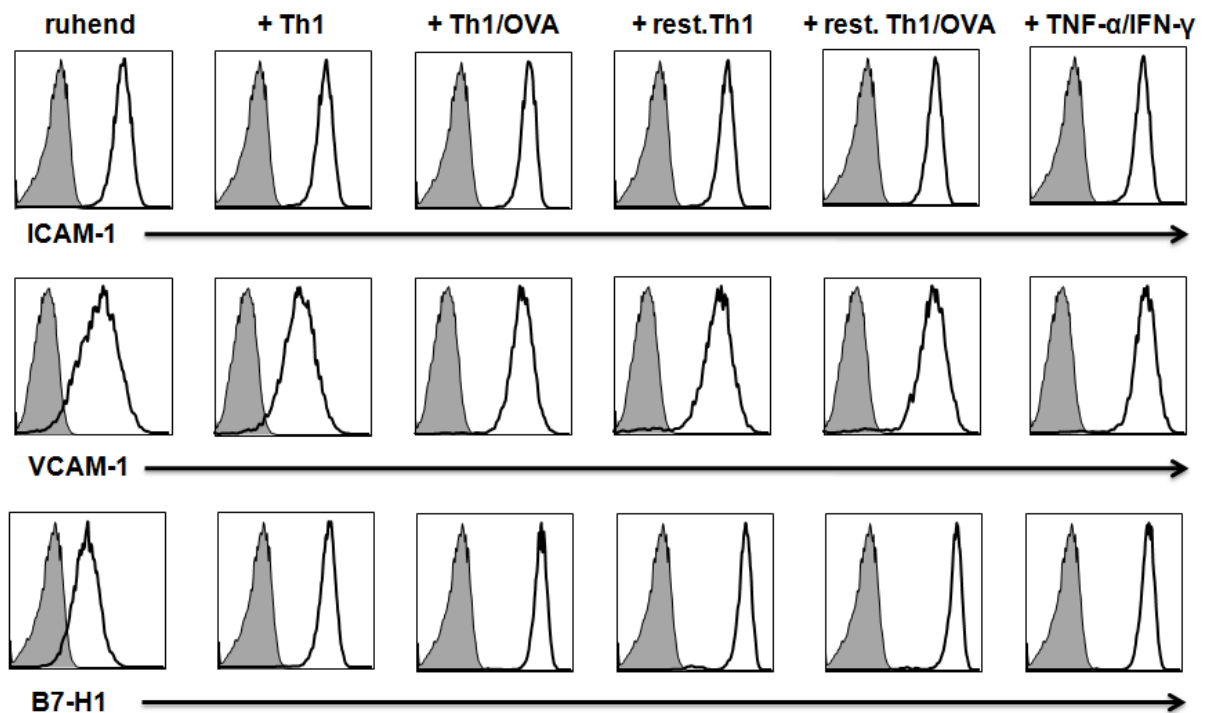 ruhend + Th1 + Th1/OVA + rest.Th1 + rest. Th1/OVA + TNF-α/IFN-γ
ICAM-1
VCAM-1
B7-H1